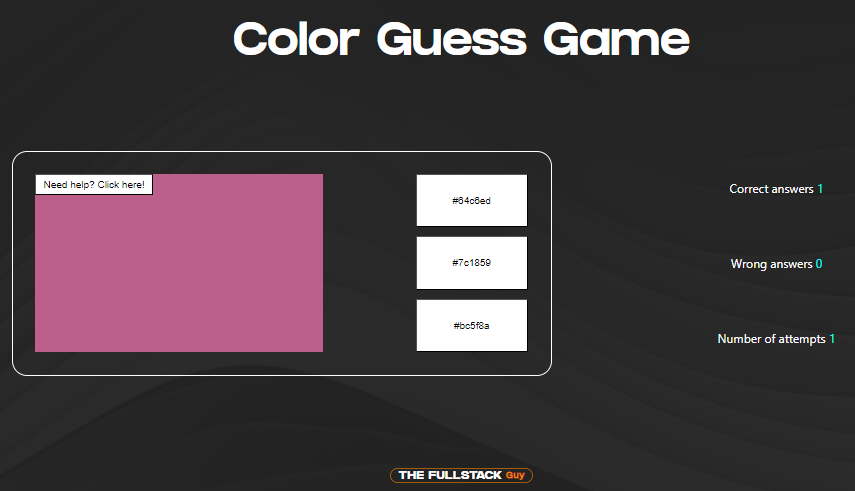 Color Guess Game
Need help? Click here!
#64c6ed
#7c1859
#bc5f8a
Correct answers 1
Wrong answers 0
Number of attempts 1
THE FULLSTACK Guy